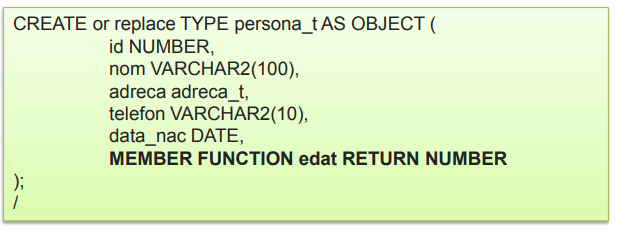 CREATE or replace TYPE persona_t AS OBJECT (
id NUMBER,
nom VARCHAR2(100),
adreca adreca_t,
telefon VARCHAR2(10),
data_nac DATE,
MEMBER FUNCTION edat RETURN NUMBER
);
/